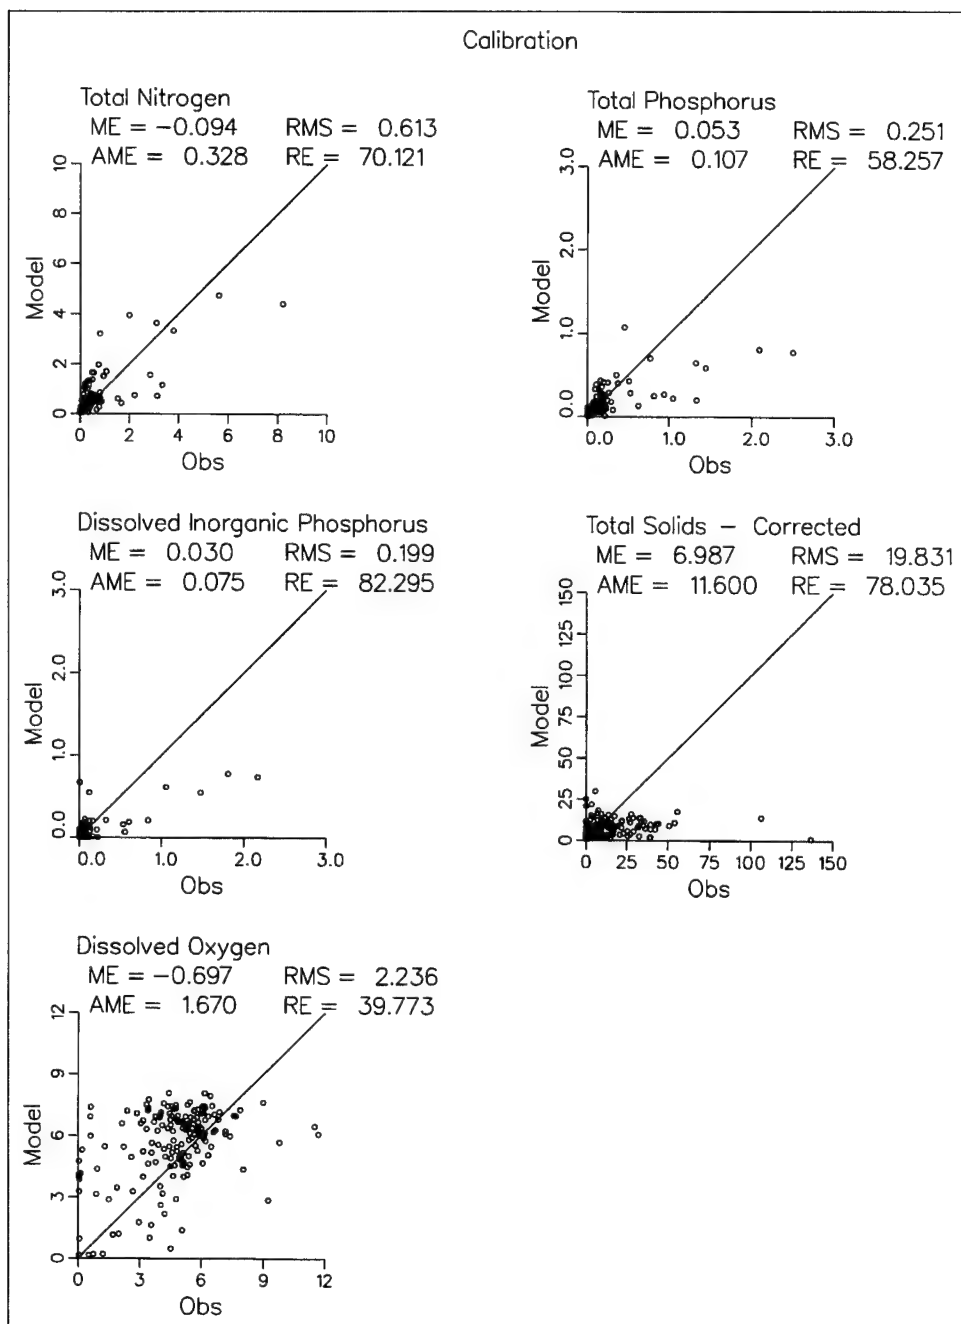 Calibration
Total Nitrogen
ME = -0.094 RMS = 0.613
AME = 0.328 RE = 70.121
10
8
6
4
2
0
Model
0 2 4 6 8 10
Obs
Total Phosphorus
ME = 0.053 RMS = 0.251
AME = 0.107 RE = 58.257
3.0
2.0
1.0
0.0
Model
0.0 1.0 2.0 3.0
Obs
Dissolved Inorganic Phosphorus
ME = 0.030 RMS = 0.199
AME = 0.075 RE = 82.295
3.0
2.0
1.0
0.0
Model
0.0 1.0 2.0 3.0
Obs
Total Solids – Corrected
ME = 6.987 RMS = 19.831
AME = 11.600 RE = 78.035
150
125
100
75
50
25
0
Model
0 25 50 75 100 125 150
Obs
Dissolved Oxygen
ME = -0.697 RMS = 2.236
AME = 1.670 RE = 39.773
12
9
6
3
0
Model
0 3 6 9 12
Obs